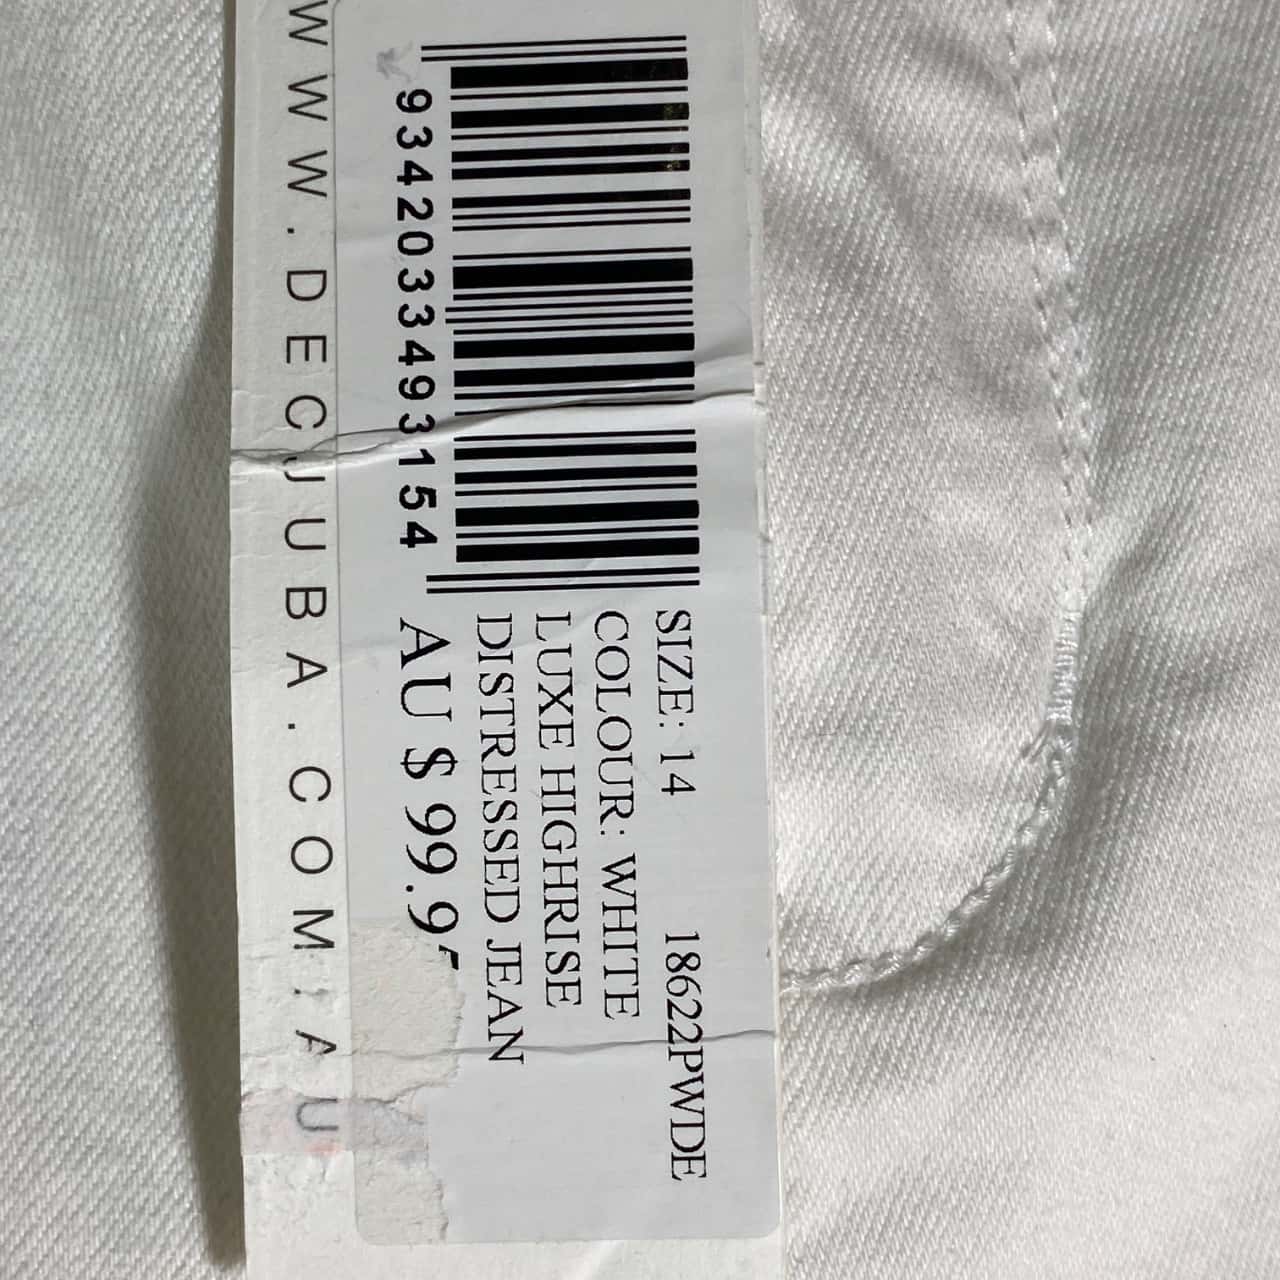 SIZE: 14 18622PWDE
COLOUR: WHITE
LUXE HIGHRISE
DISTRESSED JEAN
AU $ 99.9
9342033493154
WWW.DECJUBA.COM.AU